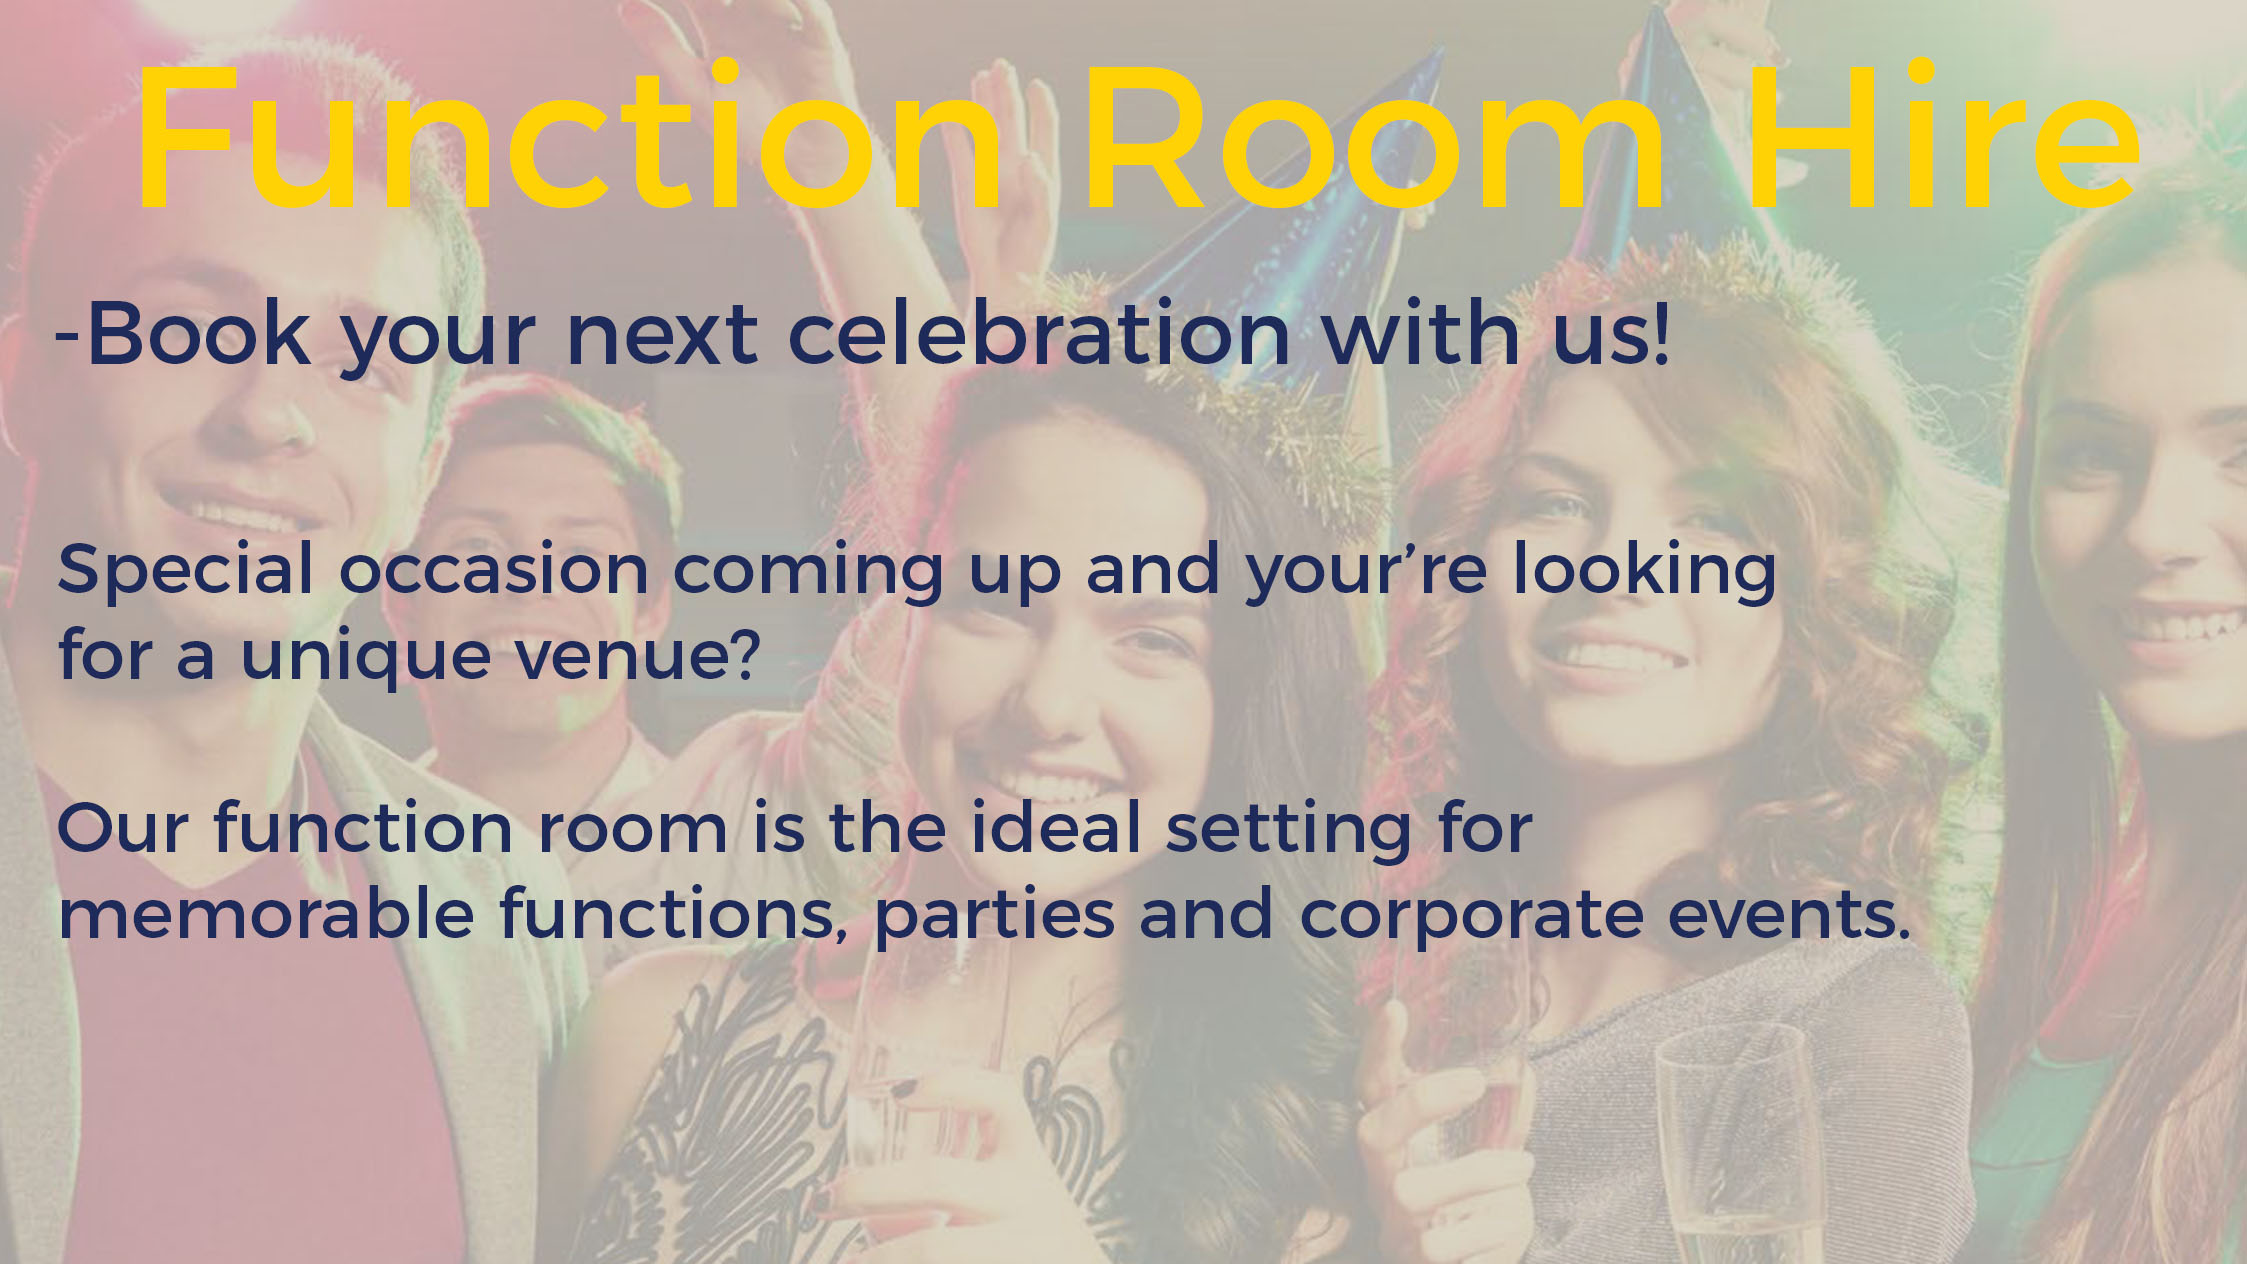 Function Room Hire
-Book your next celebration with us!
Special occasion coming up and your’re looking
for a unique venue?
Our function room is the ideal setting for
memorable functions, parties and corporate events.